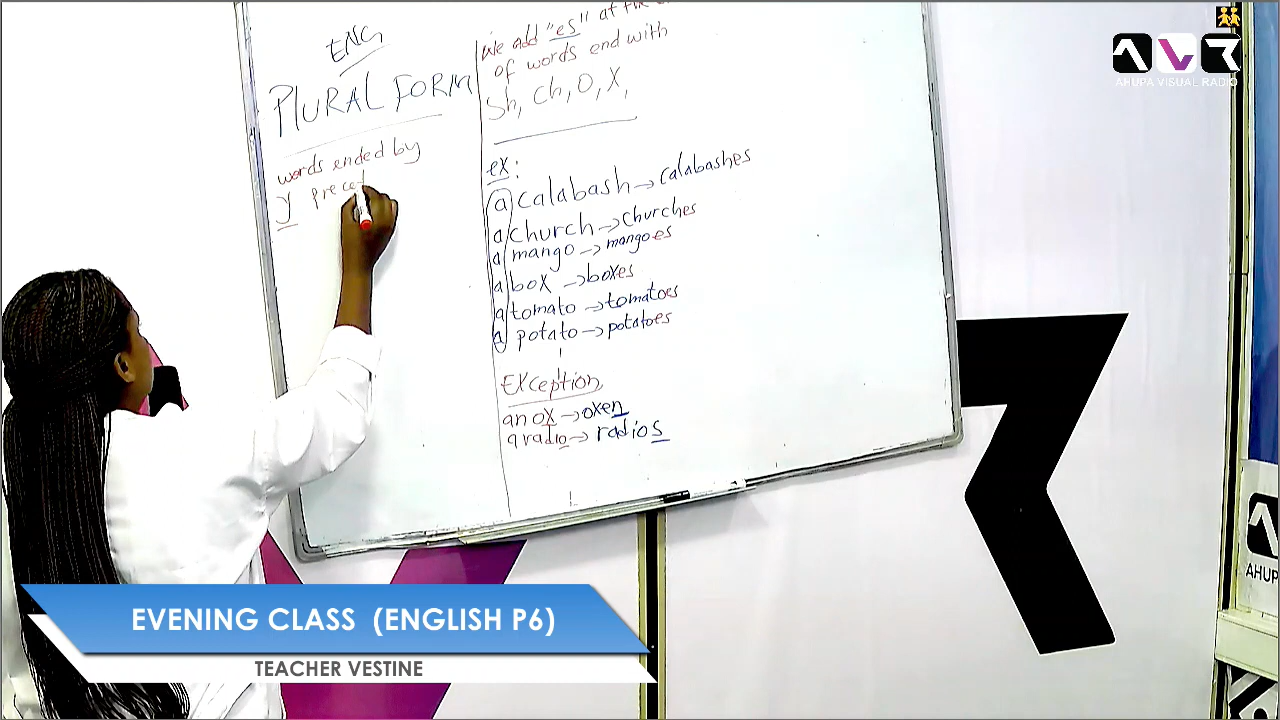 ENG
PLURAL FORM
words ended by
y
We add "es" at the
of words end with
Sh, Ch, O, X,
ex:
a calabash → calabashes
a church → churches
a mango → mangoes
a box → boxes
a tomato → tomatoes
a potato → potatoes
Exception
an ox → oxen
a radio → radios
AHUPA VISUAL RADIO
AHUP
EVENING CLASS (ENGLISH P6)
TEACHER VESTINE